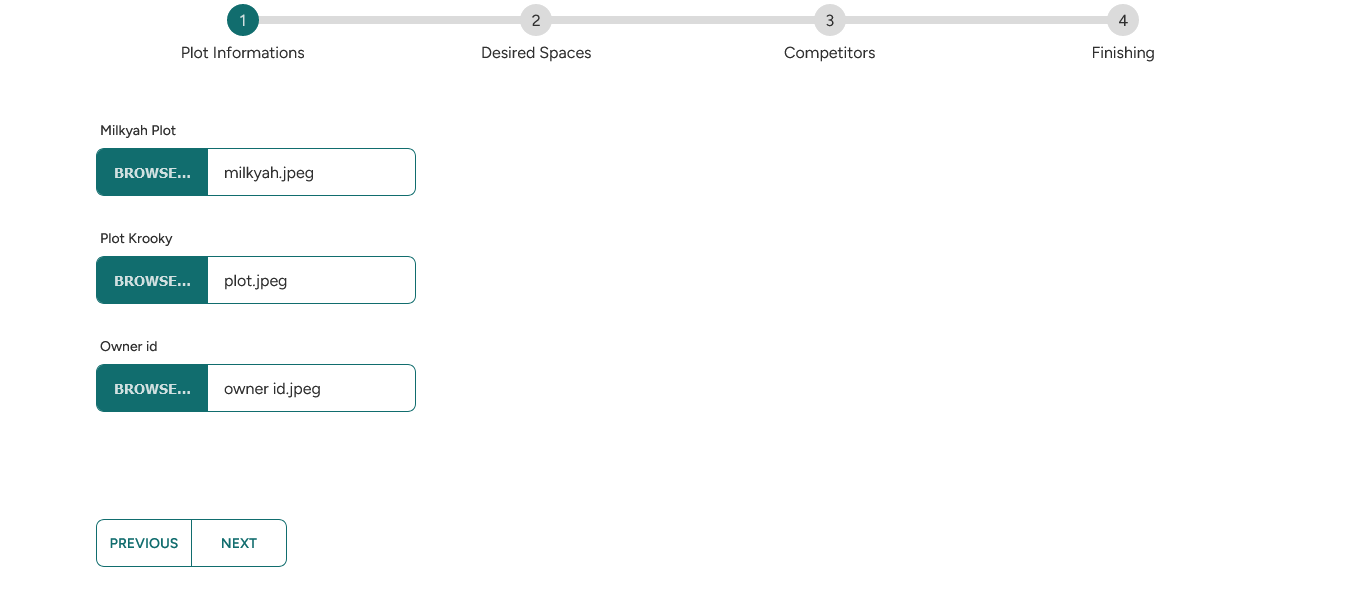 1 2 3 4
Plot Informations Desired Spaces Competitors Finishing
Milkyah Plot
BROWSE... milkyah.jpeg
Plot Krooky
BROWSE... plot.jpeg
Owner id
BROWSE... owner id.jpeg
PREVIOUS NEXT